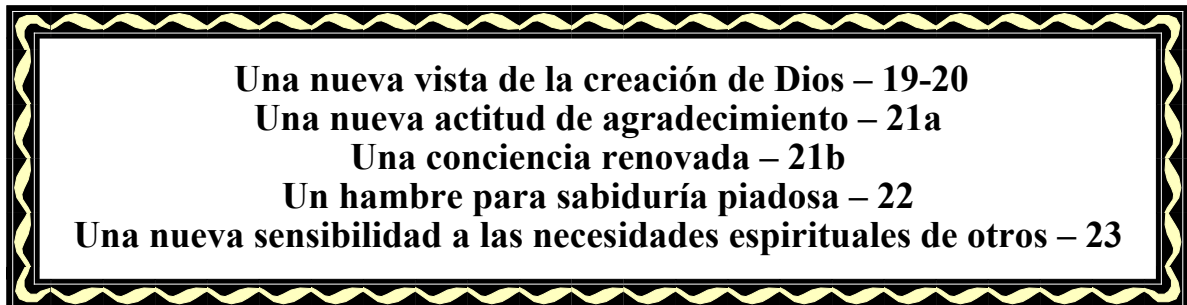 Una nueva vista de la creación de Dios – 19-20
Una nueva actitud de agradecimiento – 21a
Una conciencia renovada – 21b
Un hambre para sabiduría piadosa – 22
Una nueva sensibilidad a las necesidades espirituales de otros – 23